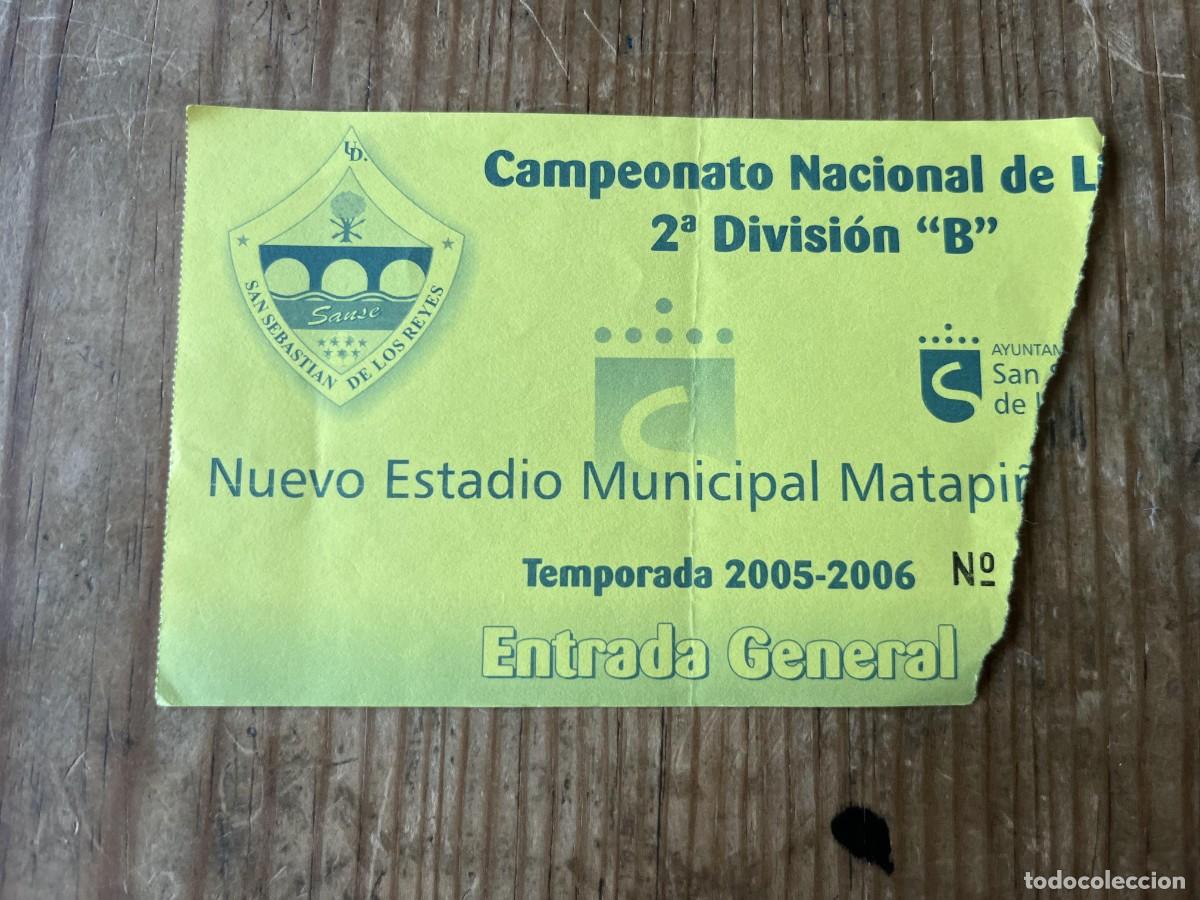 UD.
Sanse
SAN SEBASTIAN DE LOS REYES
Campeonato Nacional de L
2ª División “B”
AYUNTAM
San S
de
Nuevo Estadio Municipal Matapiñ
Temporada 2005-2006 Nº
Entrada General
todocoleccion